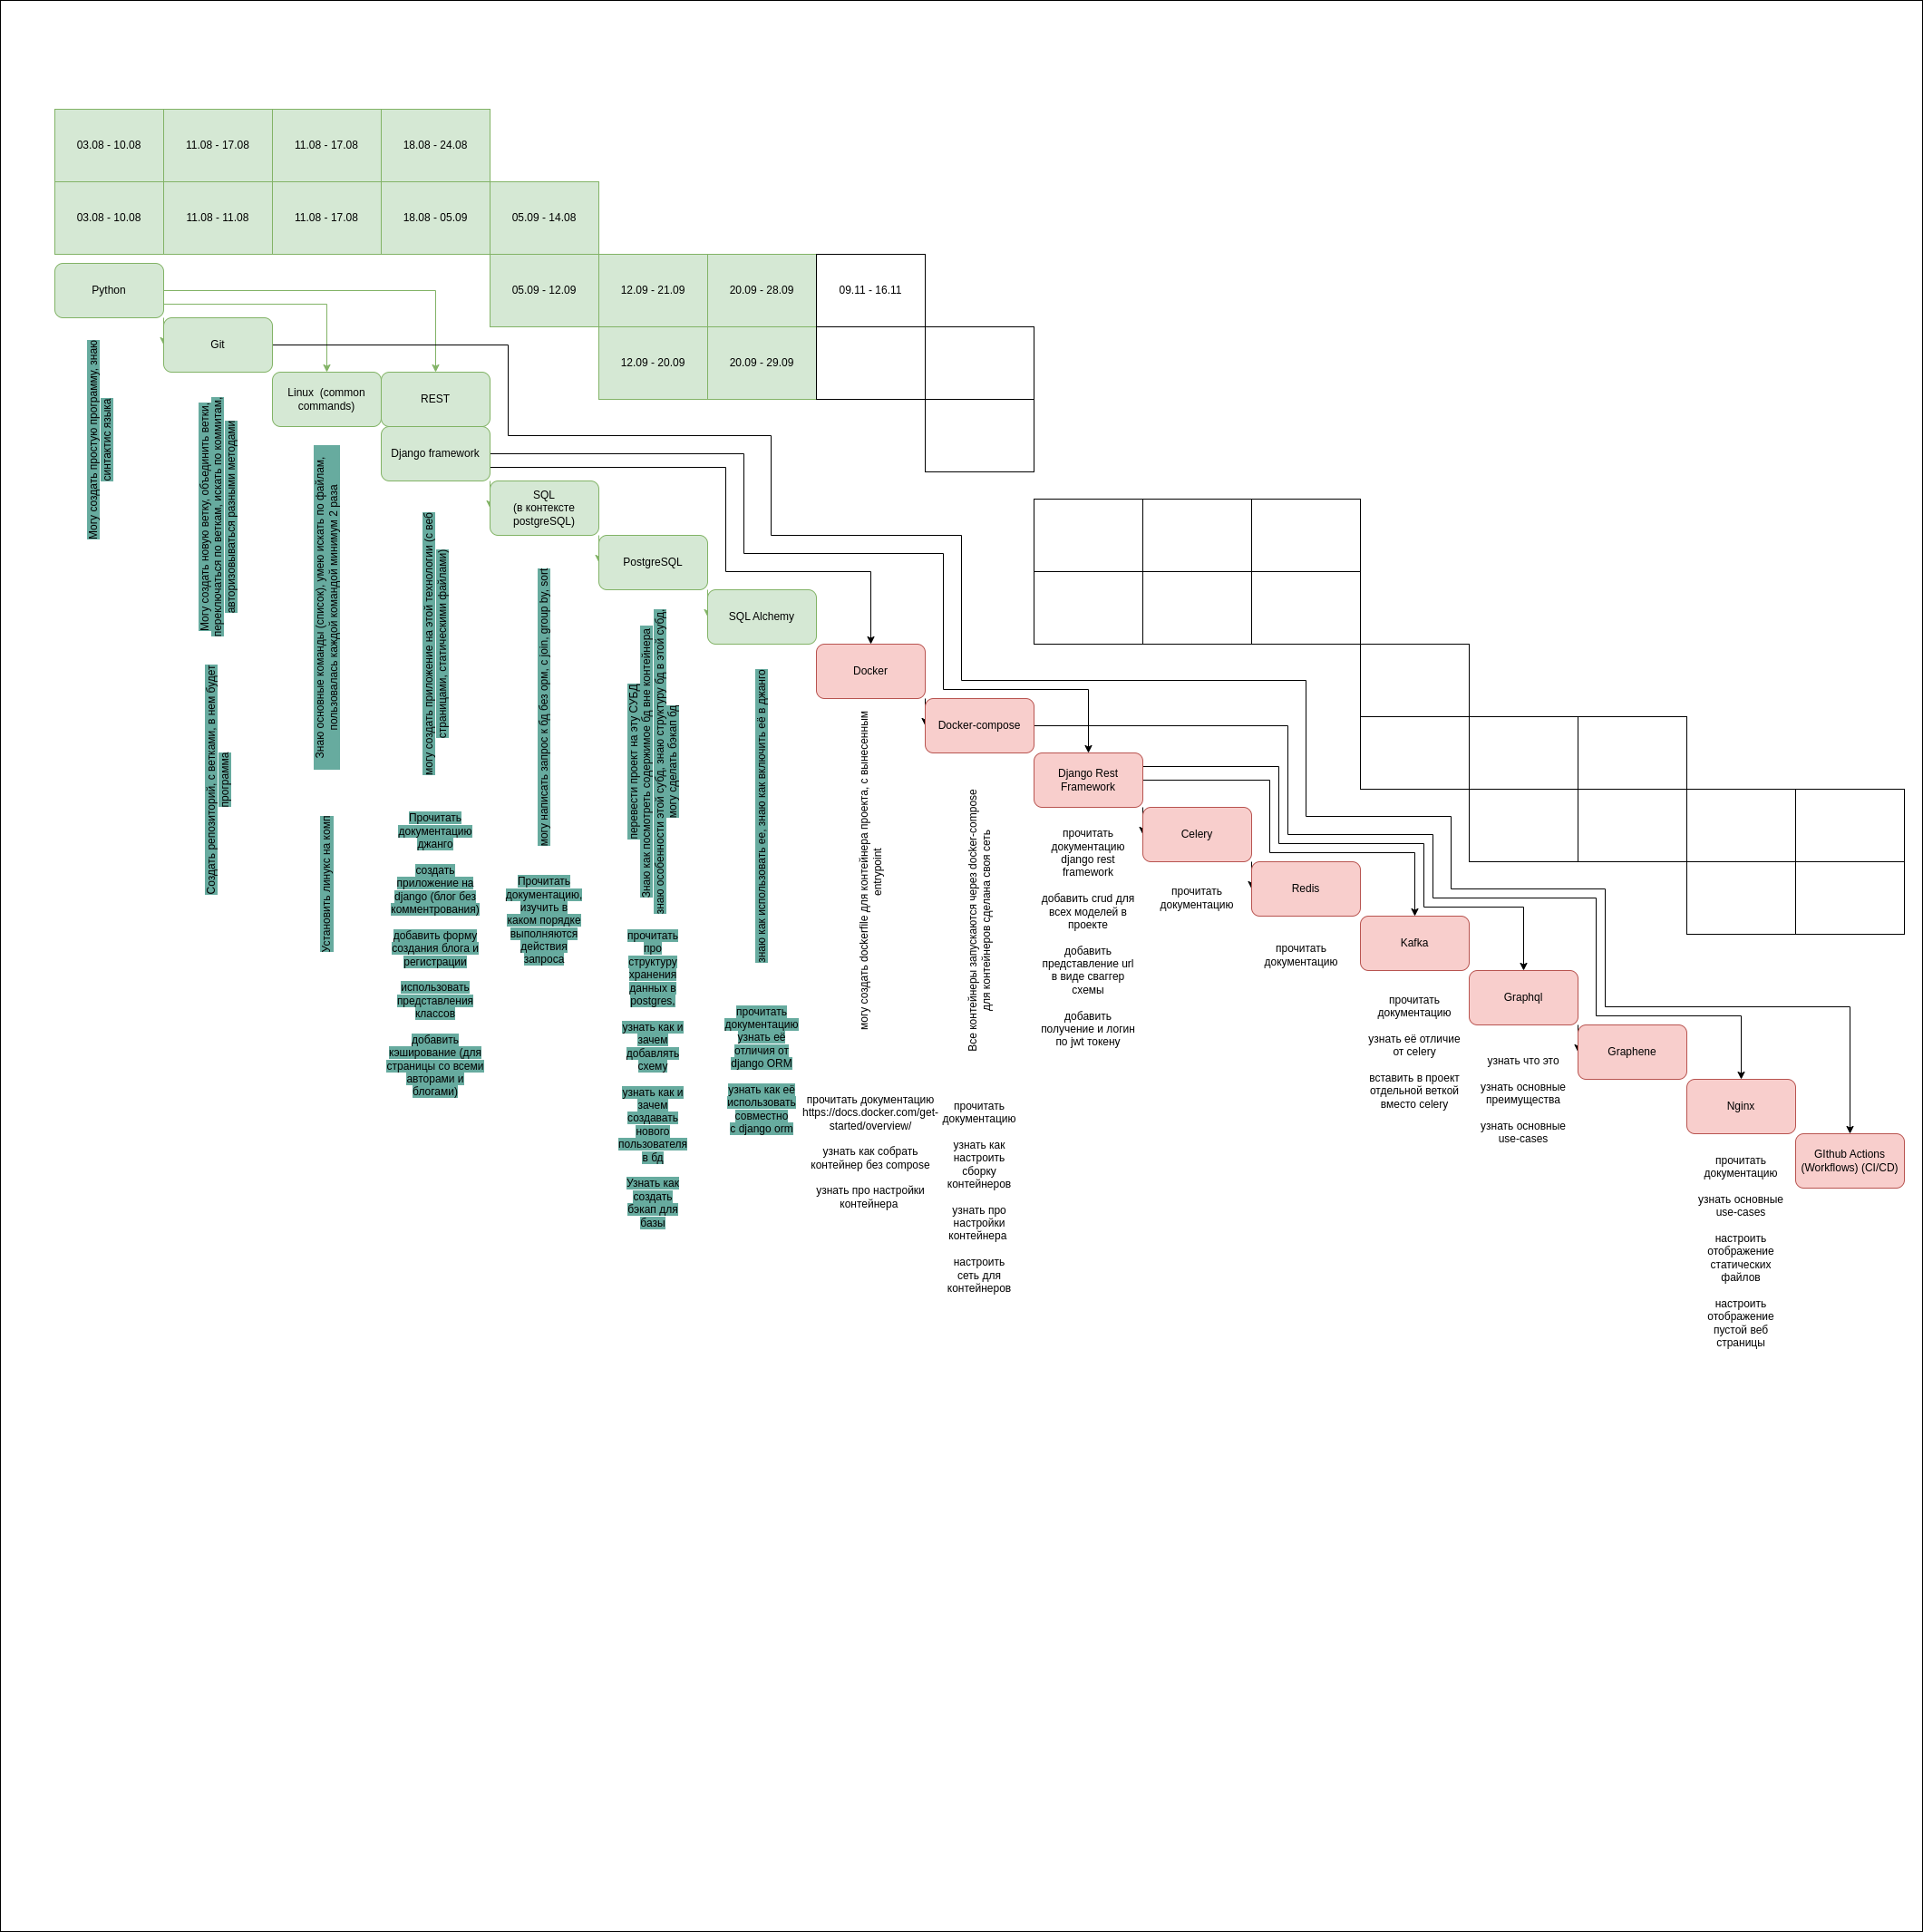 03.08 - 10.08
11.08 - 17.08
11.08 - 17.08
18.08 - 24.08
03.08 - 10.08
11.08 - 11.08
11.08 - 17.08
18.08 - 05.09
05.09 - 14.08
05.09 - 12.09
12.09 - 21.09
20.09 - 28.09
09.11 - 16.11
12.09 - 20.09
20.09 - 29.09
Python
Могу создать простую программу, знаю
синтактис языка
Git
Могу создать новую ветку, объединить ветки,
переключаться по веткам, искать по коммитам,
авторизовываться разными методами
Создать репозиторий, с ветками, в нем будет
программа
Linux (common
commands)
Знаю основные команды (список), умею искать по файлам,
пользовалась каждой командой минимум 2 раза
Установить линукс на комп
REST
Django framework
могу создать приложение на этой технологии (с веб
страницами, статическими файлами)
Прочитать
документацию
джанго
создать
приложение на
django (блог без
комментрования)
добавить форму
создания блога и
регистрации
использовать
представления
классов
добавить
кэширование (для
страницы со всеми
авторами и
блогами)
SQL
(в контексте
postgreSQL)
могу написать запрос к бд без орм, с join, group by, sort
Прочитать
документацию,
изучить в
каком порядке
выполняются
действия
запроса
PostgreSQL
перевести проект на эту СУБД
Знаю как посмотреть содержимое бд вне контейнера
знаю особенности этой субд, знаю структуру бд в этой субд,
могу сделать бэкап бд
прочитать
про
структуру
хранения
данных в
postgres,
узнать как и
зачем
добавлять
схему
узнать как и
зачем
создавать
нового
пользователя
в бд
Узнать как
создать
бэкап для
базы
SQL Alchemy
знаю как использовать ее, знаю как включить её в джанго
прочитать
документацию
узнать её
отличия от
django ORM
узнать как её
использовать
совместно
с django orm
Docker
могу создать dockerfile для контейнера проекта, с вынесенным
entrypoint
прочитать документацию
https://docs.docker.com/get-
started/overview/
узнать как собрать
контейнер без compose
узнать про настройки
контейнера
Docker-compose
Все контейнеры запускаются через docker-compose
для контейнеров сделана своя сеть
прочитать
документацию
узнать как
настроить
сборку
контейнеров
узнать про
настройки
контейнера
настроить
сеть для
контейнеров
Django Rest
Framework
прочитать
документацию
django rest
framework
добавить crud для
всех моделей в
проекте
добавить
представление url
в виде сваггер
схемы
добавить
получение и логин
по jwt токену
Celery
прочитать
документацию
Redis
прочитать
документацию
Kafka
прочитать
документацию
узнать её отличие
от celery
вставить в проект
отдельной веткой
вместо celery
Graphql
узнать что это
узнать основные
преимущества
узнать основные
use-cases
Graphene
Nginx
прочитать
документацию
узнать основные
use-cases
настроить
отображение
статических
файлов
настроить
отображение
пустой веб
страницы
GIthub Actions
(Workflows) (CI/CD)